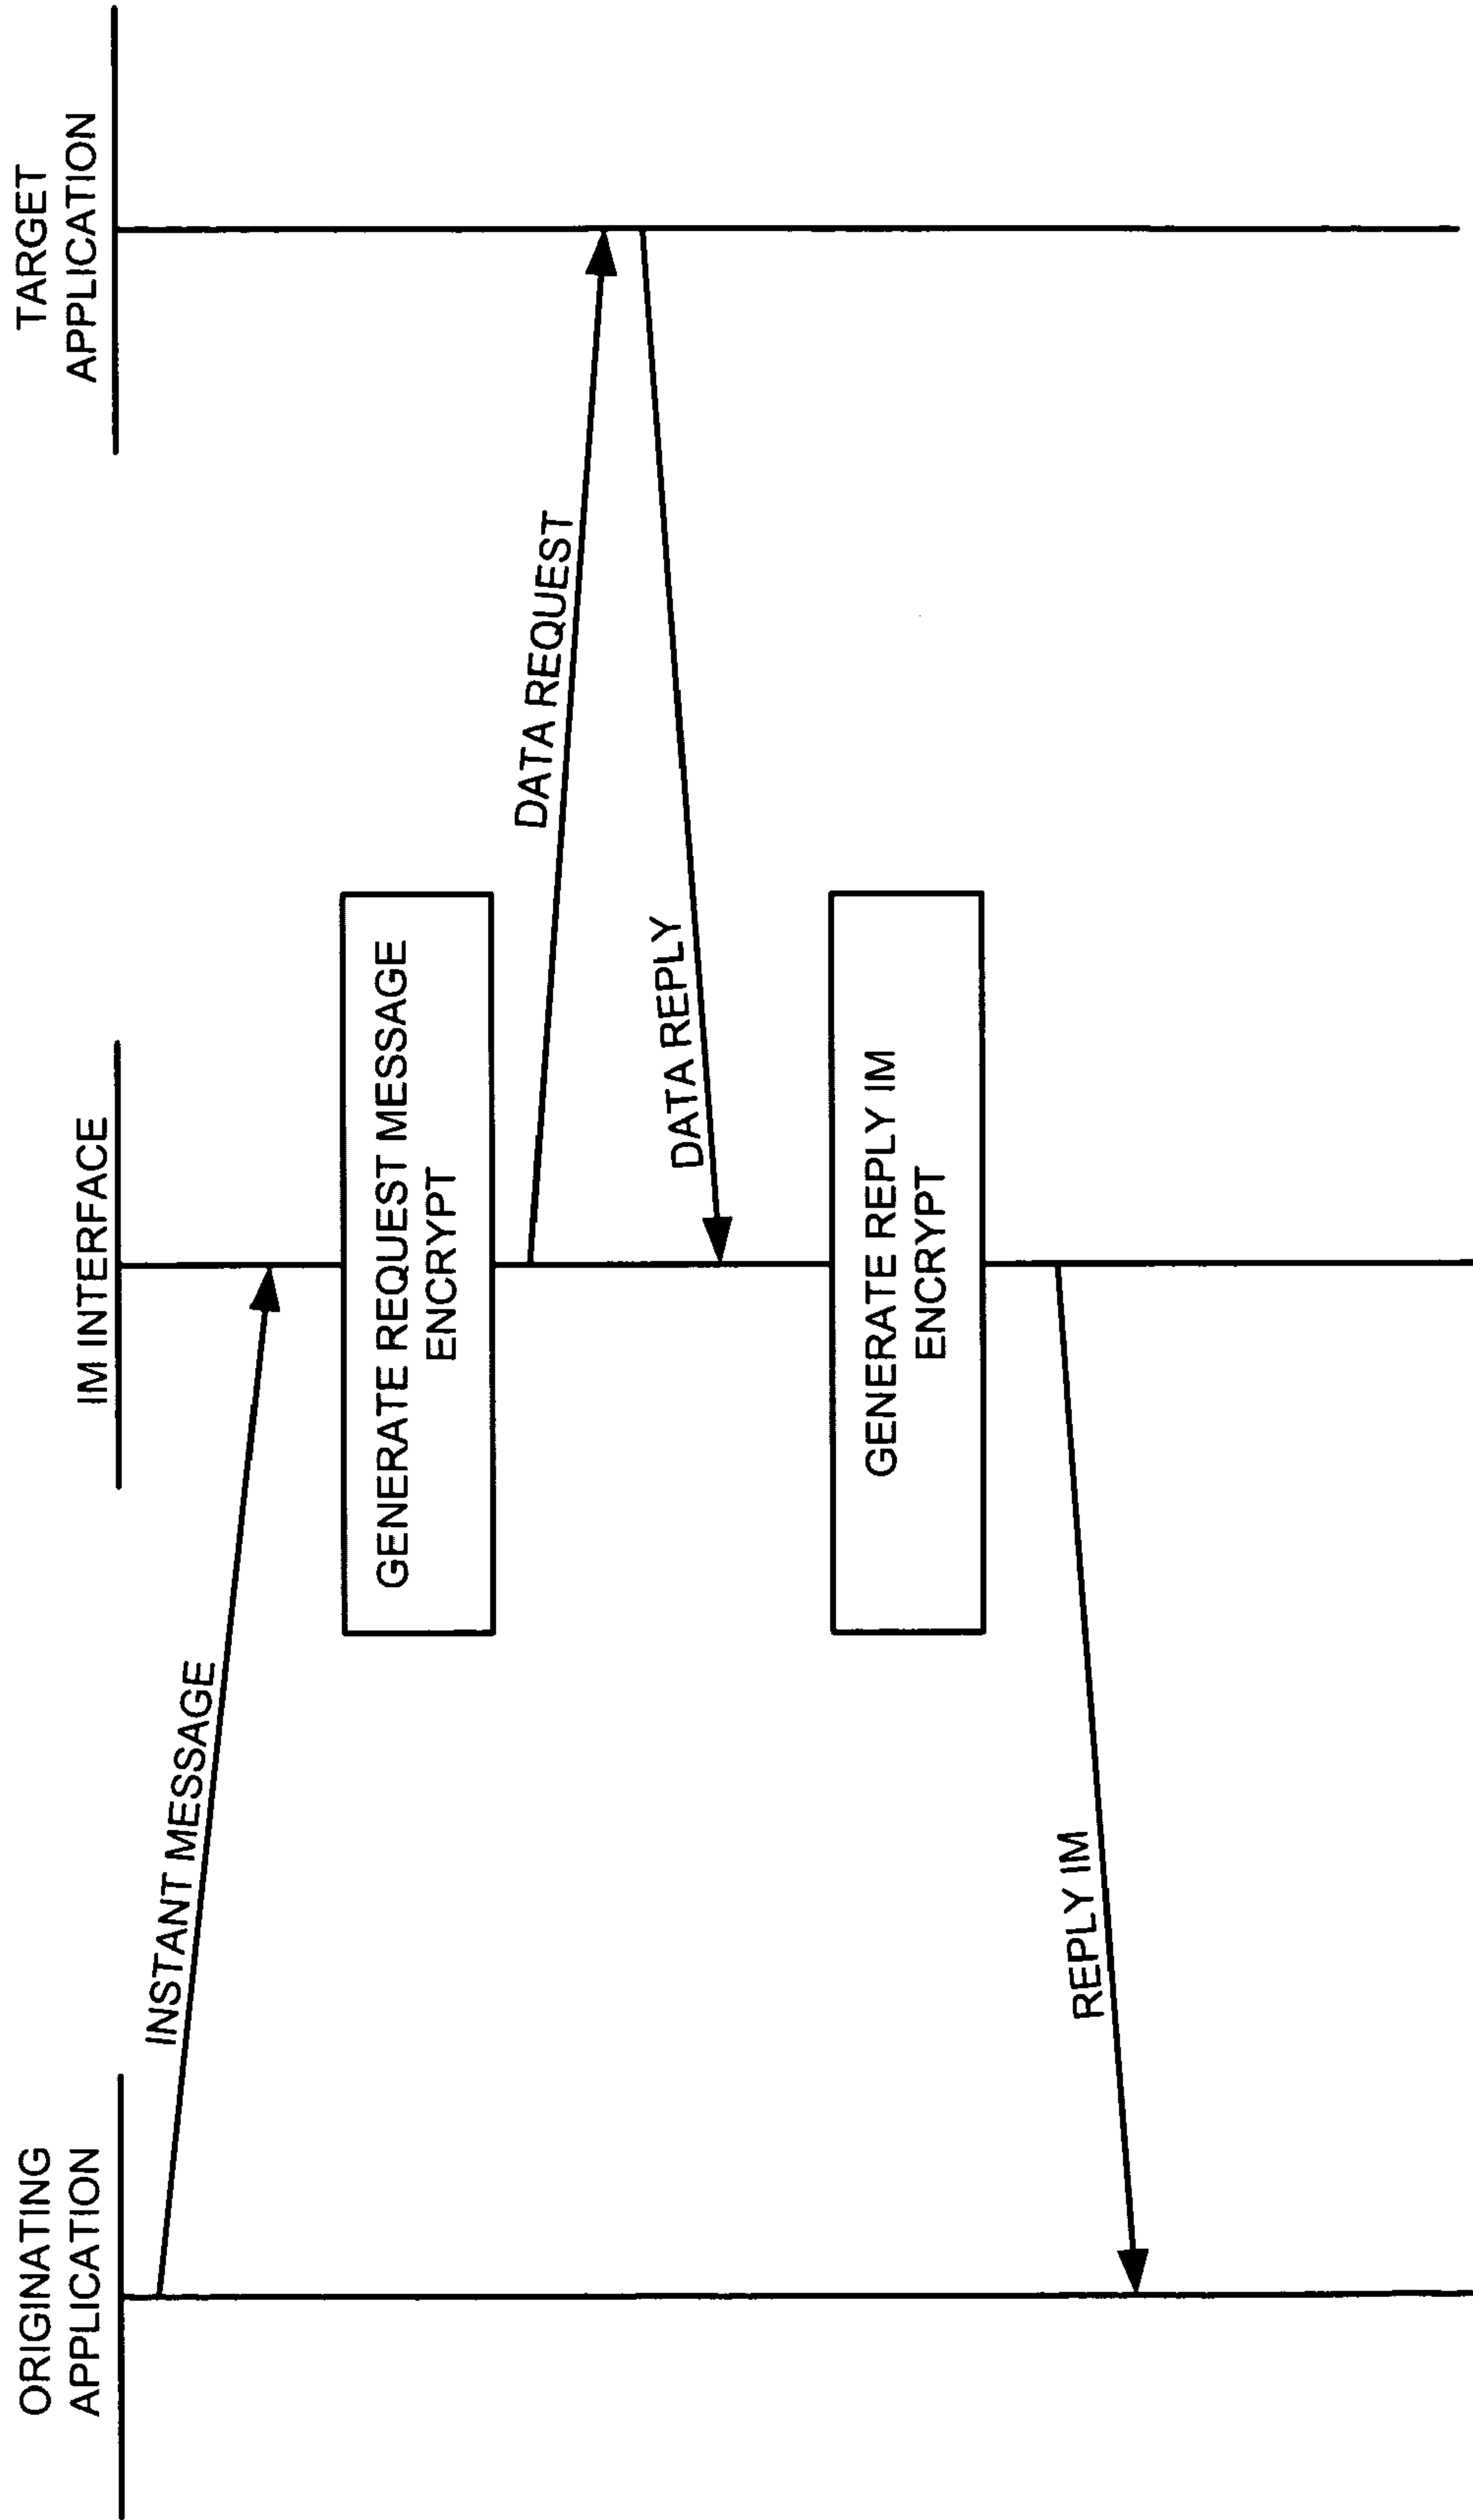 ORIGINATING
APPLICATION
IM INTERFACE
TARGET
APPLICATION
INSTANT MESSAGE
GENERATE REQUEST MESSAGE
ENCRYPT
DATA REQUEST
DATA REPLY
GENERATE REPLY IM
ENCRYPT
REPLY IM